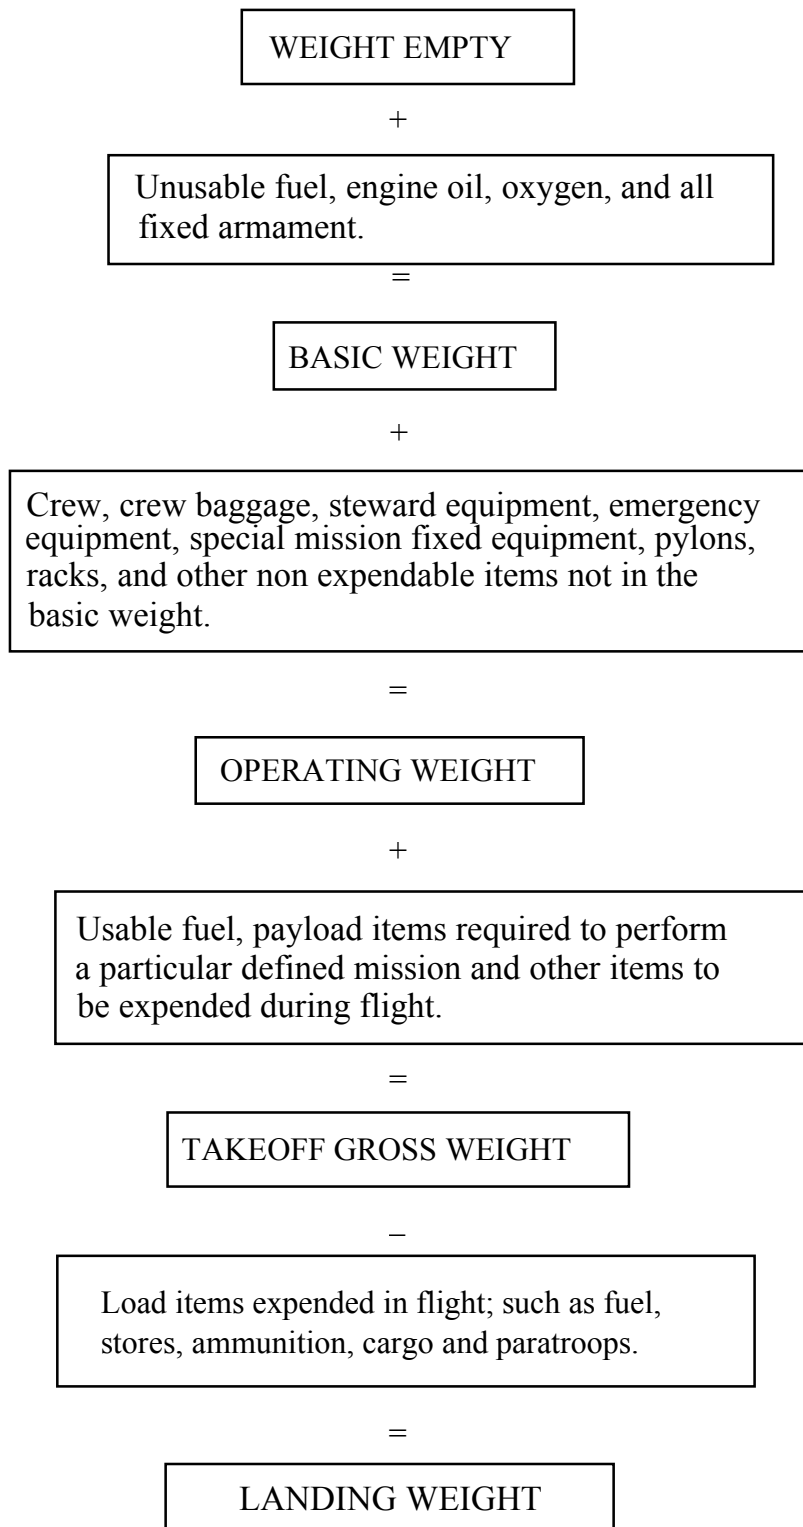 WEIGHT EMPTY
+
Unusable fuel, engine oil, oxygen, and all
fixed armament.
=
BASIC WEIGHT
+
Crew, crew baggage, steward equipment, emergency
equipment, special mission fixed equipment, pylons,
racks, and other non expendable items not in the
basic weight.
=
OPERATING WEIGHT
+
Usable fuel, payload items required to perform
a particular defined mission and other items to
be expended during flight.
=
TAKEOFF GROSS WEIGHT
–
Load items expended in flight; such as fuel,
stores, ammunition, cargo and paratroops.
=
LANDING WEIGHT